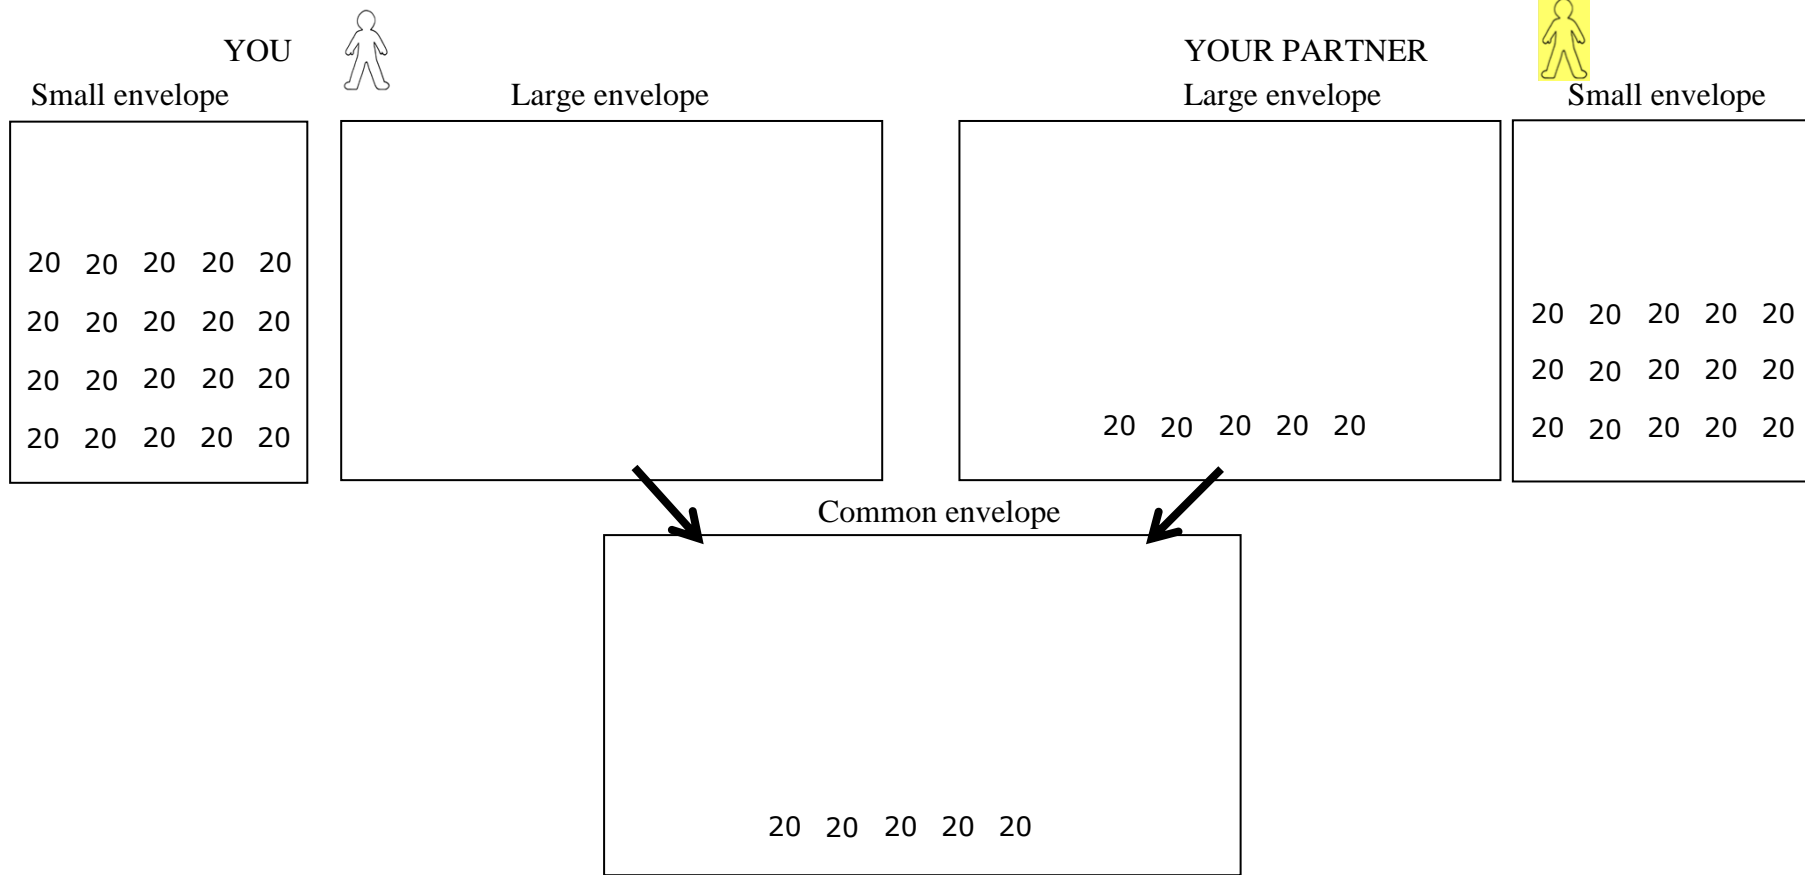 YOU YOUR PARTNER
Small envelope Large envelope Large envelope Small envelope
20 20 20 20 20
20 20 20 20 20 20 20 20 20 20
20 20 20 20 20 20 20 20 20 20
20 20 20 20 20 20 20 20 20 20 20 20 20 20 20
Common envelope
20 20 20 20 20